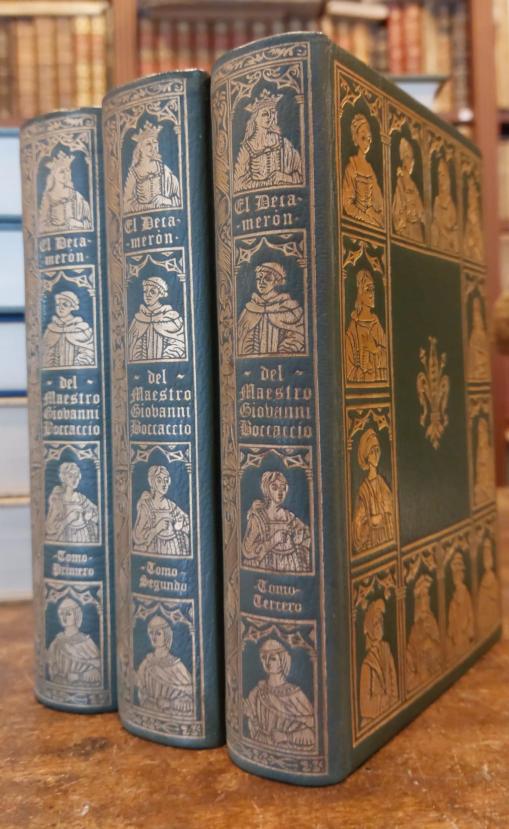 El Deca-
-merón·
·del·
Maestro
Giovanni
Boccaccio
·Tomo·
Primero
El Deca-
-merón·
·del·
Maestro
Giovanni
Boccaccio
·Tomo·
Segundo
El Deca-
-merón·
·del·
Maestro
Giovanni
Boccaccio
·Tomo·
Tercero